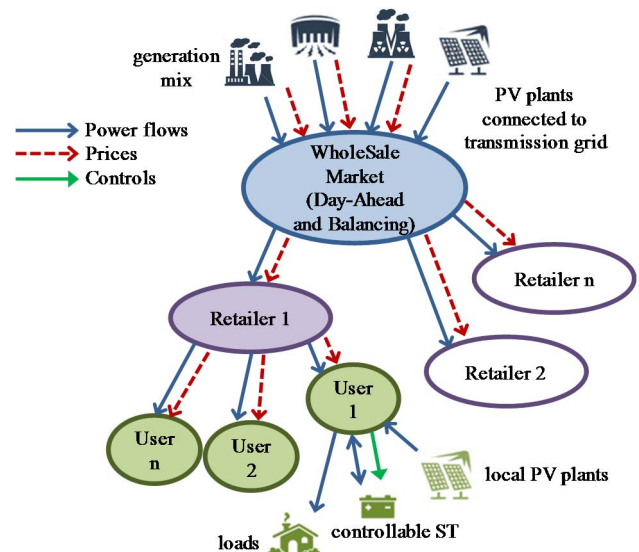 generation
mix
PV plants
connected to
transmission grid
Power flows
Prices
Controls
WholeSale
Market
(Day-Ahead
and Balancing)
Retailer n
Retailer 1
Retailer 2
User
1
User
n
User
2
local PV plants
controllable ST
loads